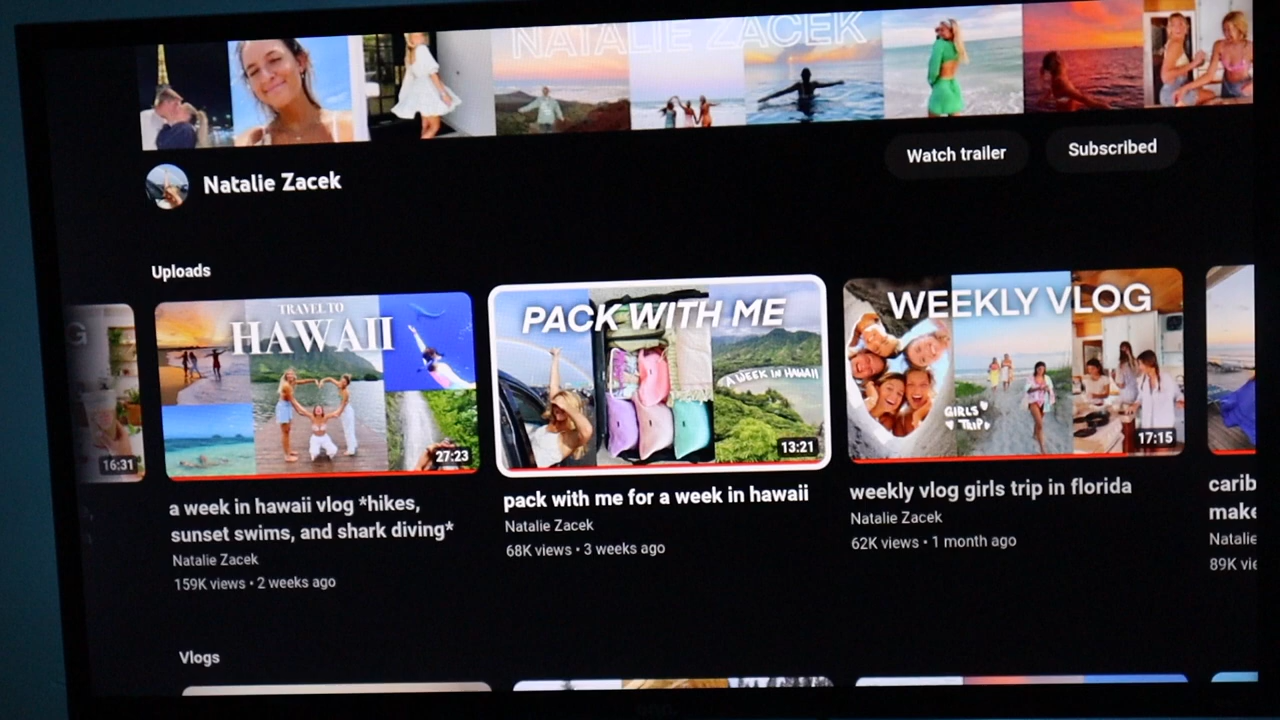 NATALIE ZACEK
Watch trailer
Subscribed
Natalie Zacek
Uploads
G
16:31
TRAVEL TO
HAWAII
27:23
a week in hawaii vlog *hikes,
sunset swims, and shark diving*
Natalie Zacek
159K views • 2 weeks ago
PACK WITH ME
A WEEK IN HAWAII
13:21
pack with me for a week in hawaii
Natalie Zacek
68K views • 3 weeks ago
WEEKLY VLOG
GIRLS
TRIP
17:15
weekly vlog girls trip in florida
Natalie Zacek
62K views • 1 month ago
carib
make
Natalie
89K vie
Vlogs